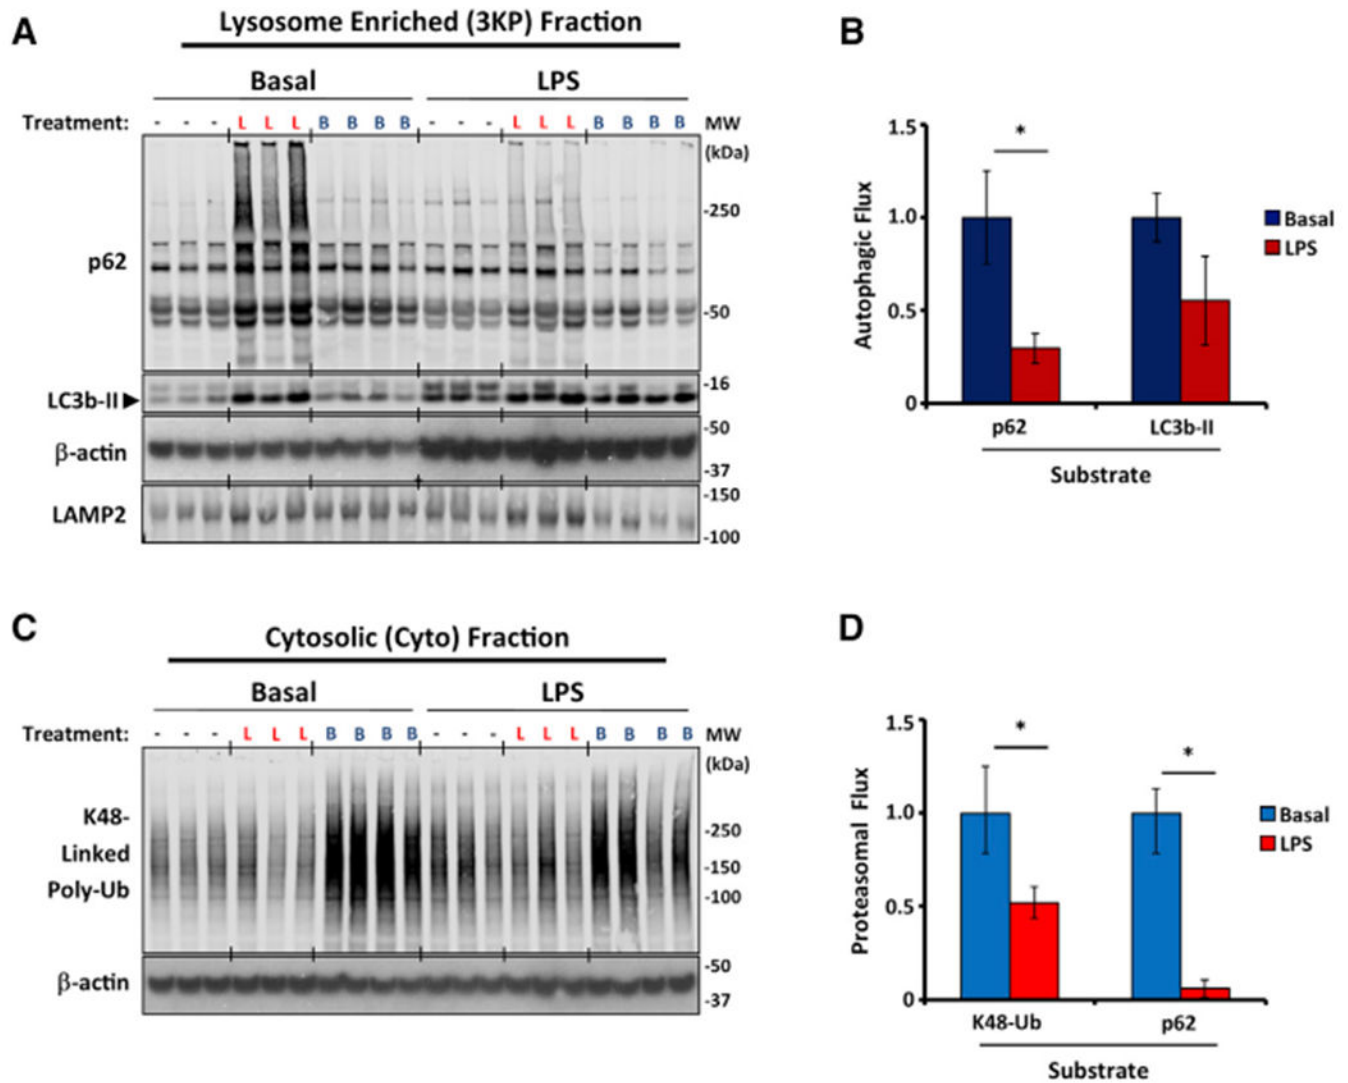 A
Lysosome Enriched (3KP) Fraction
Basal LPS
Treatment: - - - L L L B B B B - - - L L L B B B B MW
(kDa)
-250
p62
-50
-16
LC3b-II
-50
β-actin
-37
-150
LAMP2
-100
B
1.5
*
1.0
0.5
0
Autophagic Flux
Basal
LPS
p62 LC3b-II
Substrate
C
Cytosolic (Cyto) Fraction
Basal LPS
Treatment: - - - L L L B B B B - - - L L L B B B B MW
(kDa)
K48-
-250
Linked
-150
Poly-Ub
-100
-50
β-actin
-37
D
1.5
* *
1.0
0.5
0
Proteasomal Flux
Basal
LPS
K48-Ub p62
Substrate